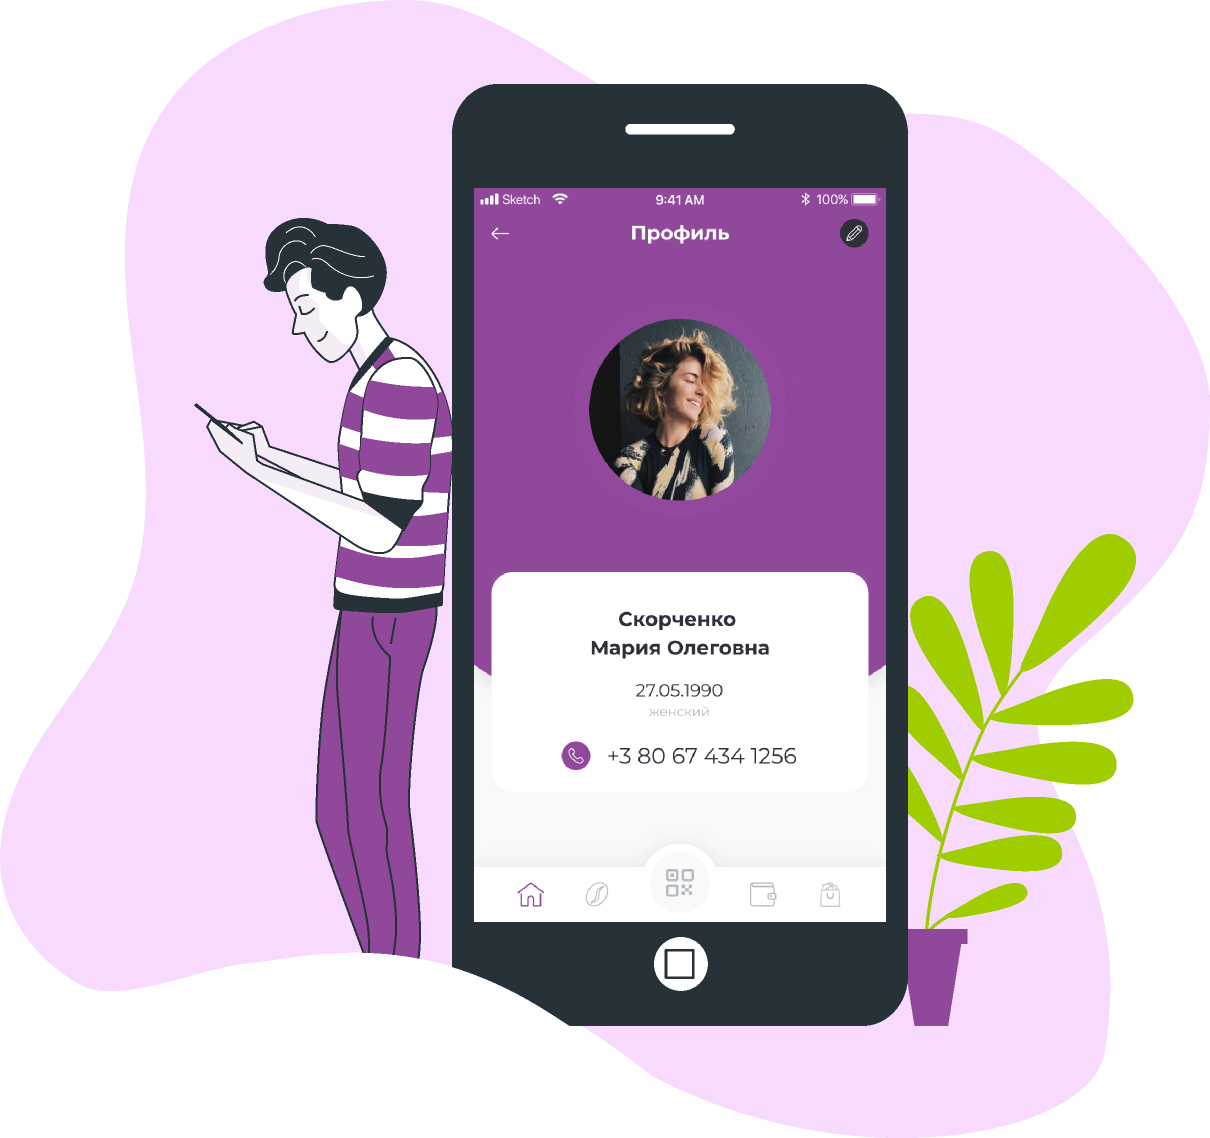 Sketch 9:41 AM 100%
Профиль
Скорченко
Мария Олеговна
27.05.1990
женский
+3 80 67 434 1256